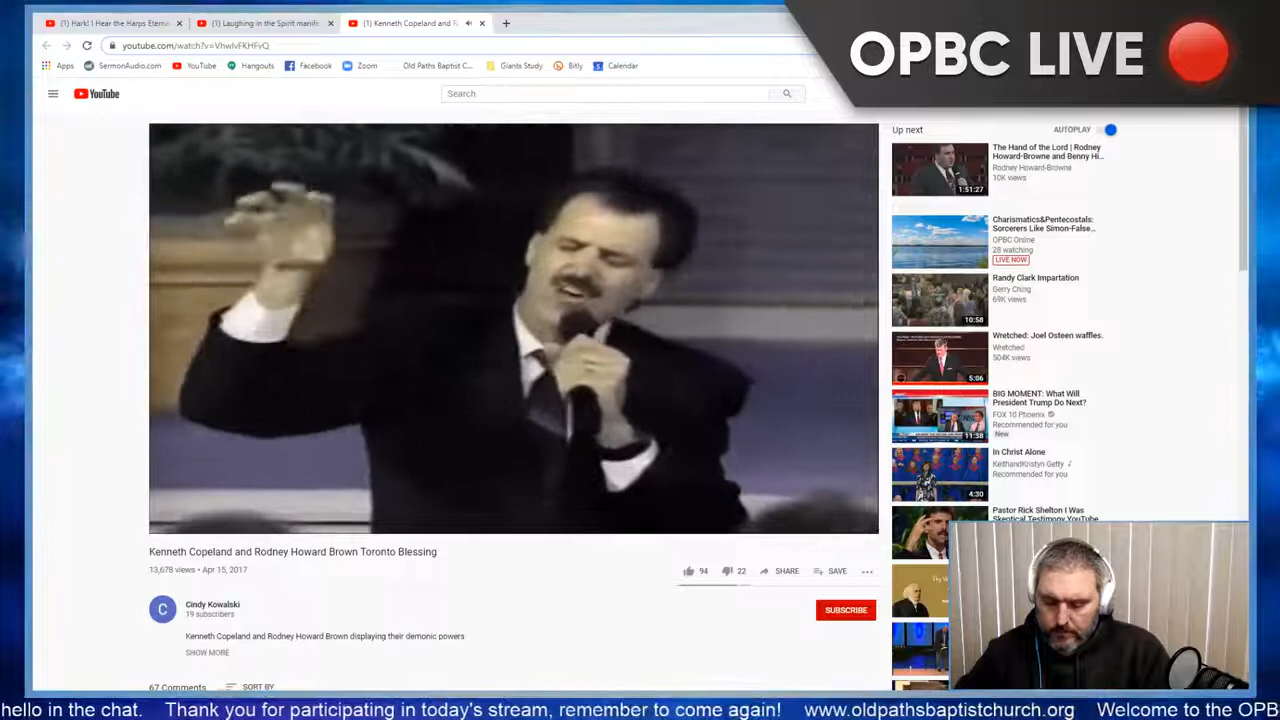 (1) Hark! I Hear the Harps Eterna
(1) Laughing in the Spirit manife
(1) Kenneth Copeland and R
OPBC LIVE
youtube.com/watch?v=VhwIvFKHFvQ
Apps
SermonAudio.com
YouTube
Hangouts
Facebook
Zoom
Old Paths Baptist C...
Giants Study
Bitly
Calendar
YouTube
Search
Up next
AUTOPLAY
The Hand of the Lord | Rodney
Howard-Browne and Benny Hi...
Rodney Howard-Browne
10K views
1:51:27
Charismatics&Pentecostals:
Sorcerers Like Simon-False...
OPBC Online
28 watching
LIVE NOW
Randy Clark Impartation
Gerry Ching
69K views
10:58
Wretched: Joel Osteen waffles.
Wretched
504K views
5:06
BIG MOMENT: What Will
President Trump Do Next?
FOX 10 Phoenix
Recommended for you
New
11:38
In Christ Alone
KeithandKristyn Getty
Recommended for you
4:30
Pastor Rick Shelton I Was
Skeptical Testimony YouTube
Kenneth Copeland and Rodney Howard Brown Toronto Blessing
13,678 views • Apr 15, 2017
94
22
SHARE
SAVE
C
Cindy Kowalski
19 subscribers
SUBSCRIBE
Kenneth Copeland and Rodney Howard Brown displaying their demonic powers
SHOW MORE
67 Comments
SORT BY
hello in the chat. Thank you for participating in today's stream, remember to come again! www.oldpathsbaptistchurch.org Welcome to the OPB